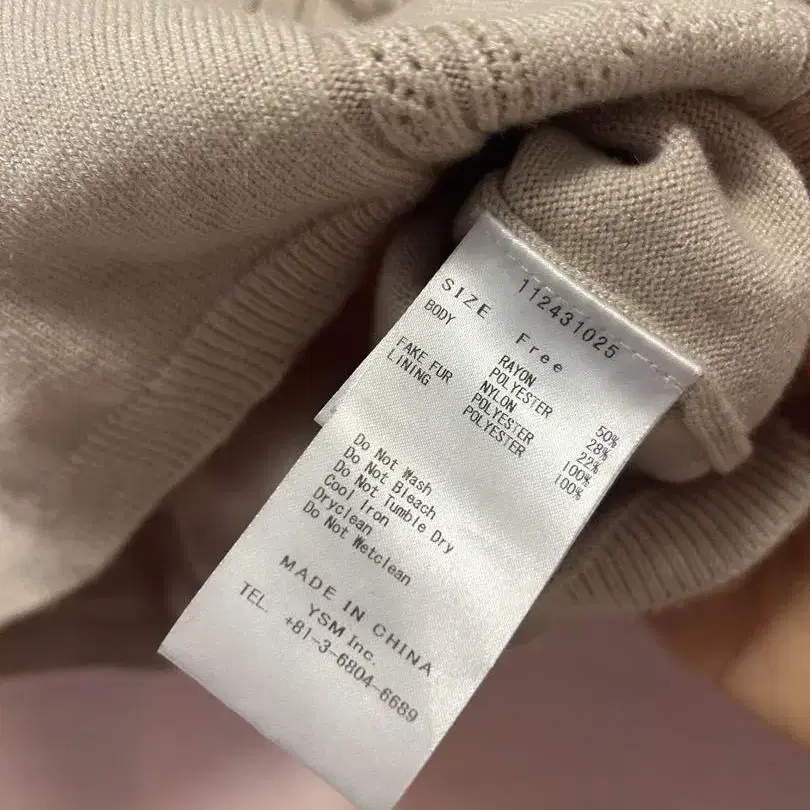 112431025
SIZE Free
BODY RAYON 50%
POLYESTER 28%
NYLON 22%
FAKE FUR POLYESTER 100%
LINING POLYESTER 100%
Do Not Wash
Do Not Bleach
Do Not Tumble Dry
Cool Iron
Dryclean
Do Not Wetclean
MADE IN CHINA
YSM Inc.
TEL. +81-3-6804-6689